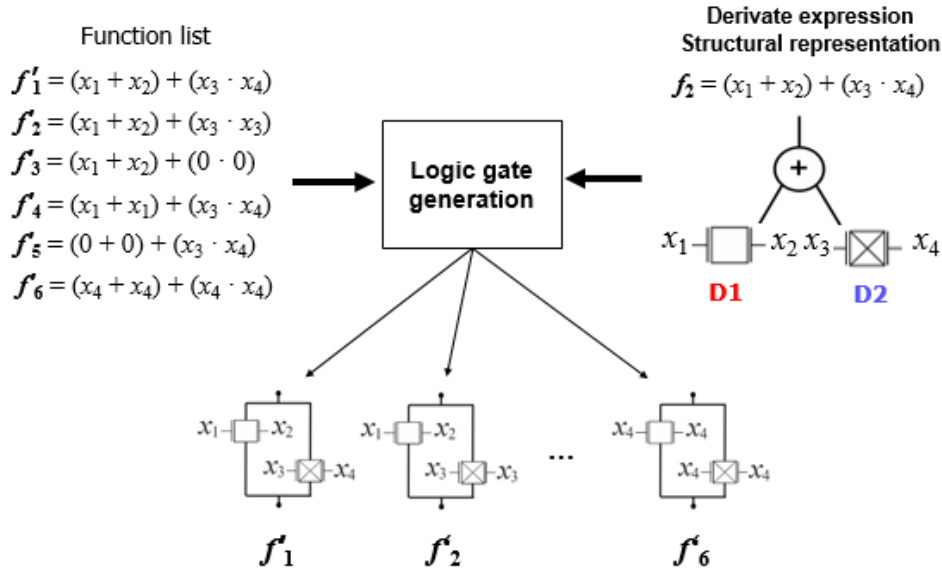 Function list
f'₁ = (x₁ + x₂) + (x₃ · x₄)
f'₂ = (x₁ + x₂) + (x₃ · x₃)
f'₃ = (x₁ + x₂) + (0 · 0)
f'₄ = (x₁ + x₁) + (x₃ · x₄)
f'₅ = (0 + 0) + (x₃ · x₄)
f'₆ = (x₄ + x₄) + (x₄ · x₄)
Logic gate
generation
Derivate expression
Structural representation
f₂ = (x₁ + x₂) + (x₃ · x₄)
+
x₁ x₂ x₃ x₄
D1 D2
x₁ x₂
x₃ x₄
f'₁
x₁ x₂
x₃ x₃
f'₂
...
x₄ x₄
x₄ x₄
f'₆